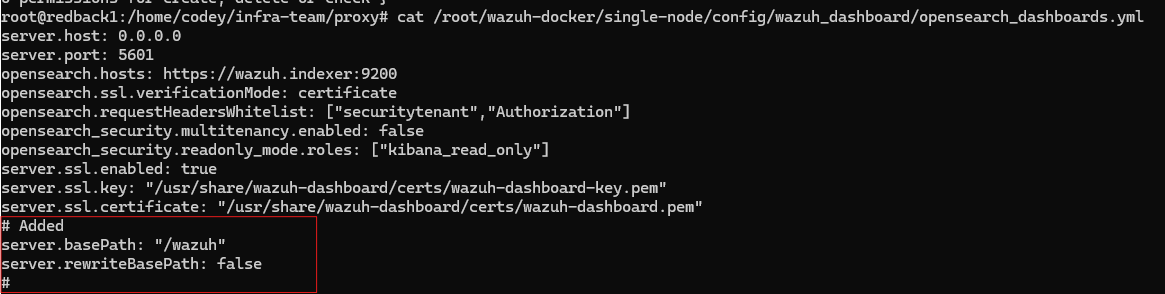 root@redback1:/home/codey/infra-team/proxy# cat /root/wazuh-docker/single-node/config/wazuh_dashboard/opensearch_dashboards.yml
server.host: 0.0.0.0
server.port: 5601
opensearch.hosts: https://wazuh.indexer:9200
opensearch.ssl.verificationMode: certificate
opensearch.requestHeadersWhitelist: ["securitytenant","Authorization"]
opensearch_security.multitenancy.enabled: false
opensearch_security.readonly_mode.roles: ["kibana_read_only"]
server.ssl.enabled: true
server.ssl.key: "/usr/share/wazuh-dashboard/certs/wazuh-dashboard-key.pem"
server.ssl.certificate: "/usr/share/wazuh-dashboard/certs/wazuh-dashboard.pem"
# Added
server.basePath: "/wazuh"
server.rewriteBasePath: false
#